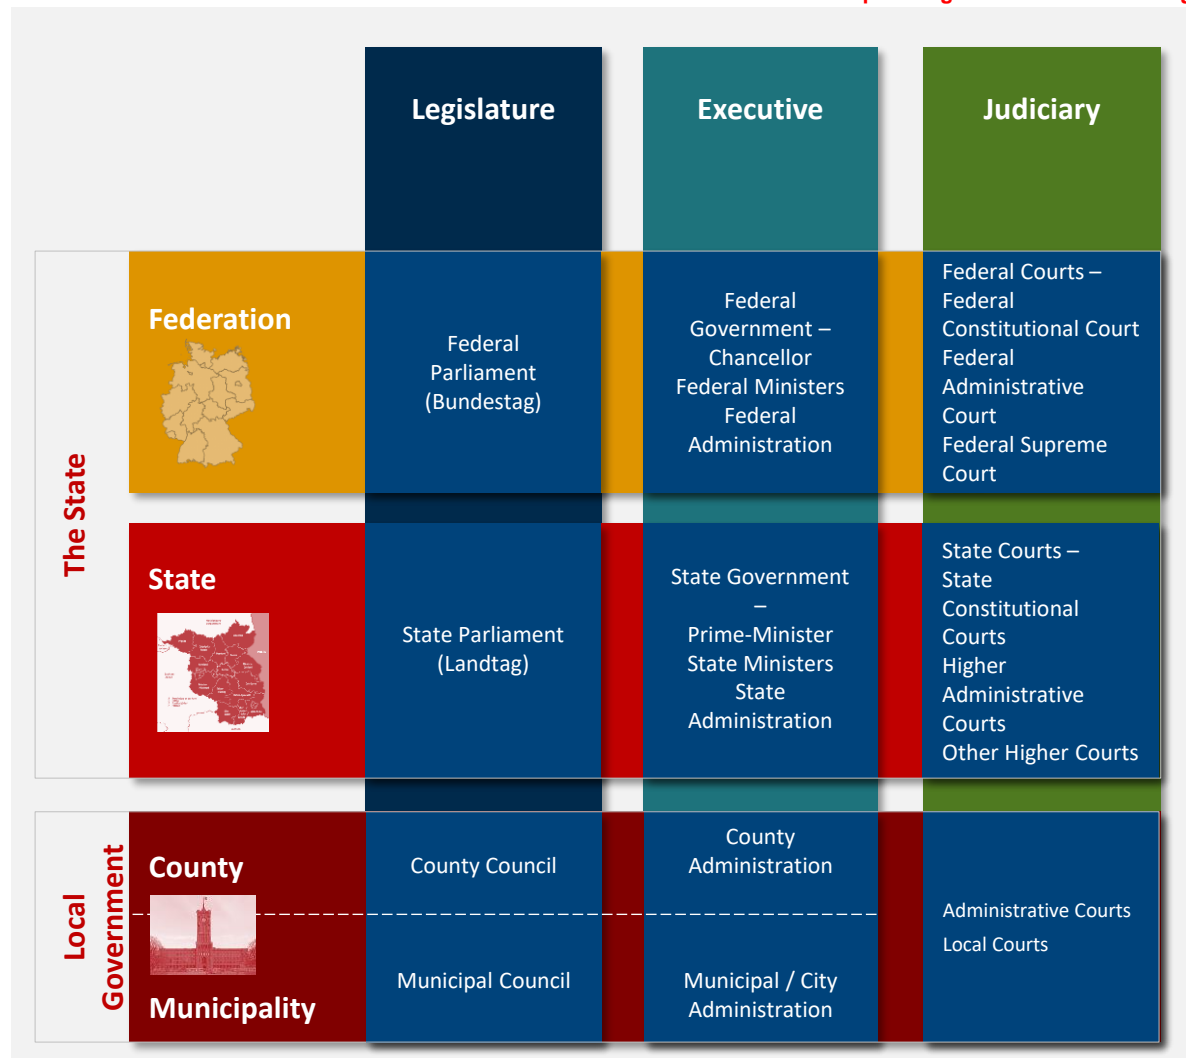 Legislature
Executive
Judiciary
The State
Federation
Federal
Parliament
(Bundestag)
Federal
Government –
Chancellor
Federal Ministers
Federal
Administration
Federal Courts –
Federal
Constitutional Court
Federal
Administrative
Court
Federal Supreme
Court
State
State Parliament
(Landtag)
State Government
–
Prime-Minister
State Ministers
State
Administration
State Courts –
State
Constitutional
Courts
Higher
Administrative
Courts
Other Higher Courts
Local
Government
County
County Council
County
Administration
Administrative Courts
Local Courts
Municipality
Municipal Council
Municipal / City
Administration